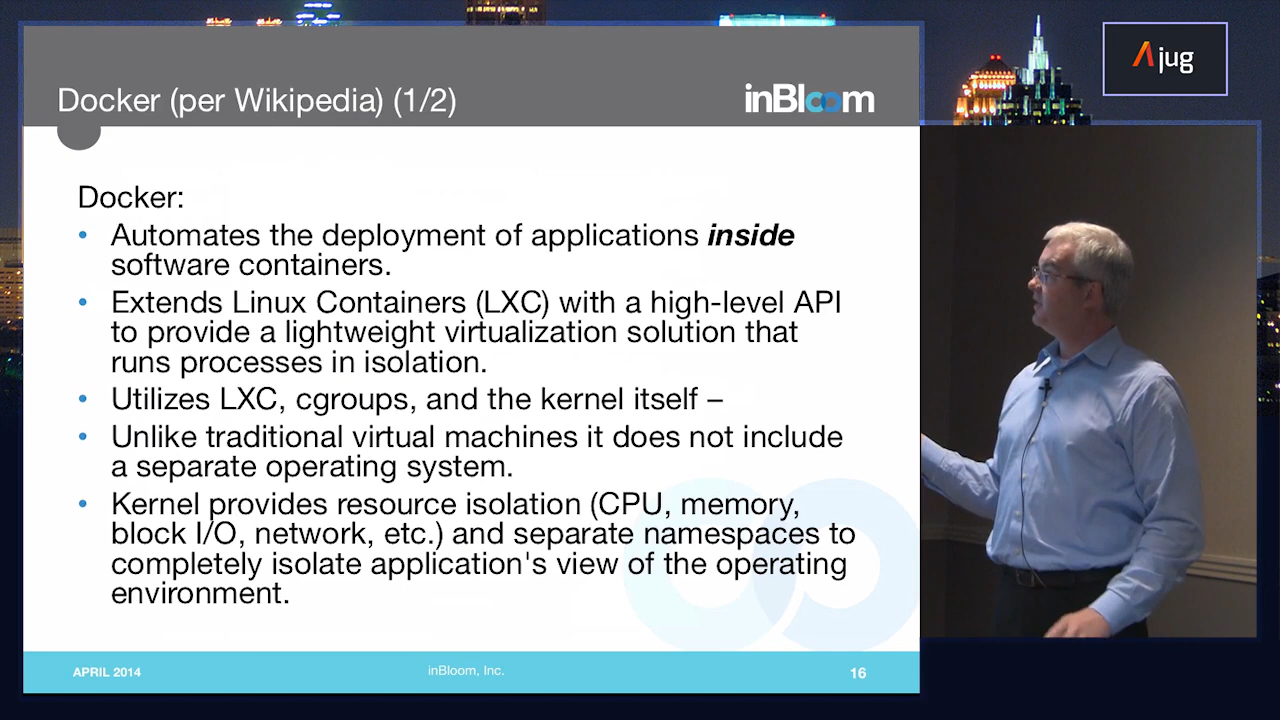 Docker (per Wikipedia) (1/2)
inBloom
Ajug
Docker:
• Automates the deployment of applications inside
software containers.
• Extends Linux Containers (LXC) with a high-level API
to provide a lightweight virtualization solution that
runs processes in isolation.
• Utilizes LXC, cgroups, and the kernel itself –
• Unlike traditional virtual machines it does not include
a separate operating system.
• Kernel provides resource isolation (CPU, memory,
block I/O, network, etc.) and separate namespaces to
completely isolate application's view of the operating
environment.
APRIL 2014
inBloom, Inc.
16